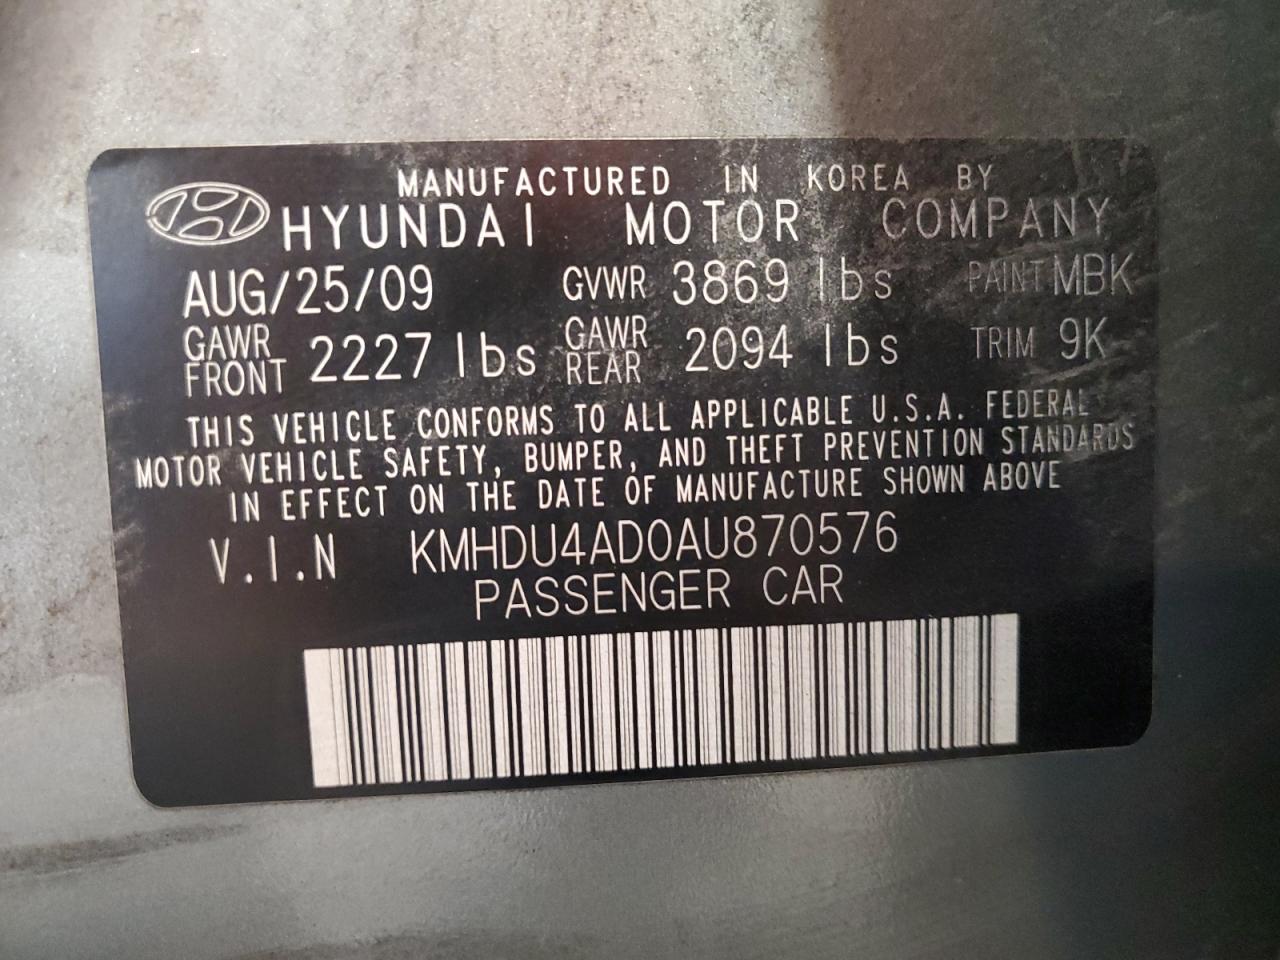 MANUFACTURED IN KOREA BY
HYUNDAI MOTOR COMPANY
AUG/25/09 GVWR 3869 lbs PAINT MBK
GAWR FRONT 2227 lbs GAWR REAR 2094 lbs TRIM 9K
THIS VEHICLE CONFORMS TO ALL APPLICABLE U.S.A. FEDERAL
MOTOR VEHICLE SAFETY, BUMPER, AND THEFT PREVENTION STANDARDS
IN EFFECT ON THE DATE OF MANUFACTURE SHOWN ABOVE
V.I.N KMHDU4AD0AU870576
PASSENGER CAR